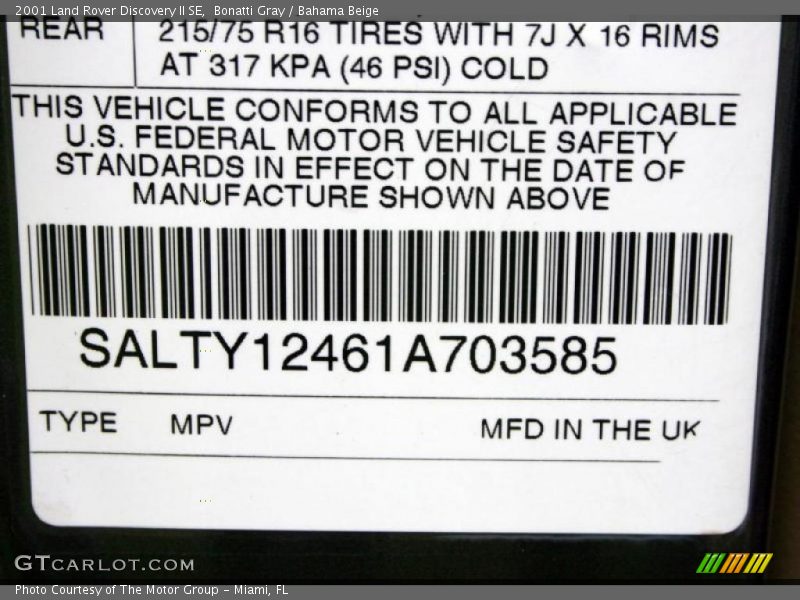 2001 Land Rover Discovery II SE, Bonatti Gray / Bahama Beige
REAR 215/75 R16 TIRES WITH 7J X 16 RIMS
AT 317 KPA (46 PSI) COLD
THIS VEHICLE CONFORMS TO ALL APPLICABLE
U.S. FEDERAL MOTOR VEHICLE SAFETY
STANDARDS IN EFFECT ON THE DATE OF
MANUFACTURE SHOWN ABOVE
SALTY12461A703585
TYPE MPV MFD IN THE UK
GTCARLOT.COM
Photo Courtesy of The Motor Group - Miami, FL